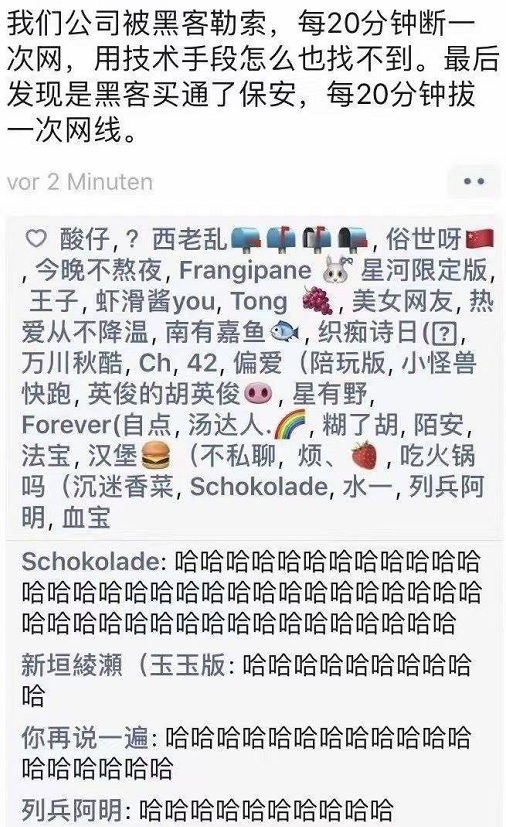 我们公司被黑客勒索，每20分钟断一
次网，用技术手段怎么也找不到。最后
发现是黑客买通了保安，每20分钟拔
一次网线。
vor 2 Minuten
♡ 酸仔, ? 西老乱📪📬📭📫, 俗世呀🇨🇳
, 今晚不熬夜, Frangipane 🐰 星河限定版,
王子, 虾滑酱you, Tong 🍇, 美女网友, 热
爱从不降温, 南有嘉鱼🐟, 织痴诗日(⍰,
万川秋酷, Ch, 42, 偏爱（陪玩版, 小怪兽
快跑, 英俊的胡英俊🐽, 星有野,
Forever(自点, 汤达人.🌈, 糊了胡, 陌安,
法宝, 汉堡🍔（不私聊, 烦、🍓, 吃火锅
吗（沉迷香菜, Schokolade, 水一, 列兵阿
明, 血宝
Schokolade: 哈哈哈哈哈哈哈哈哈哈哈哈
哈哈哈哈哈哈哈哈哈哈哈哈哈哈哈哈哈哈
哈哈哈哈哈哈哈哈哈哈哈哈哈哈哈哈哈
新垣綾瀬（玉玉版: 哈哈哈哈哈哈哈哈哈
哈
你再说一遍: 哈哈哈哈哈哈哈哈哈哈哈哈
哈哈哈哈哈哈
列兵阿明: 哈哈哈哈哈哈哈哈哈哈